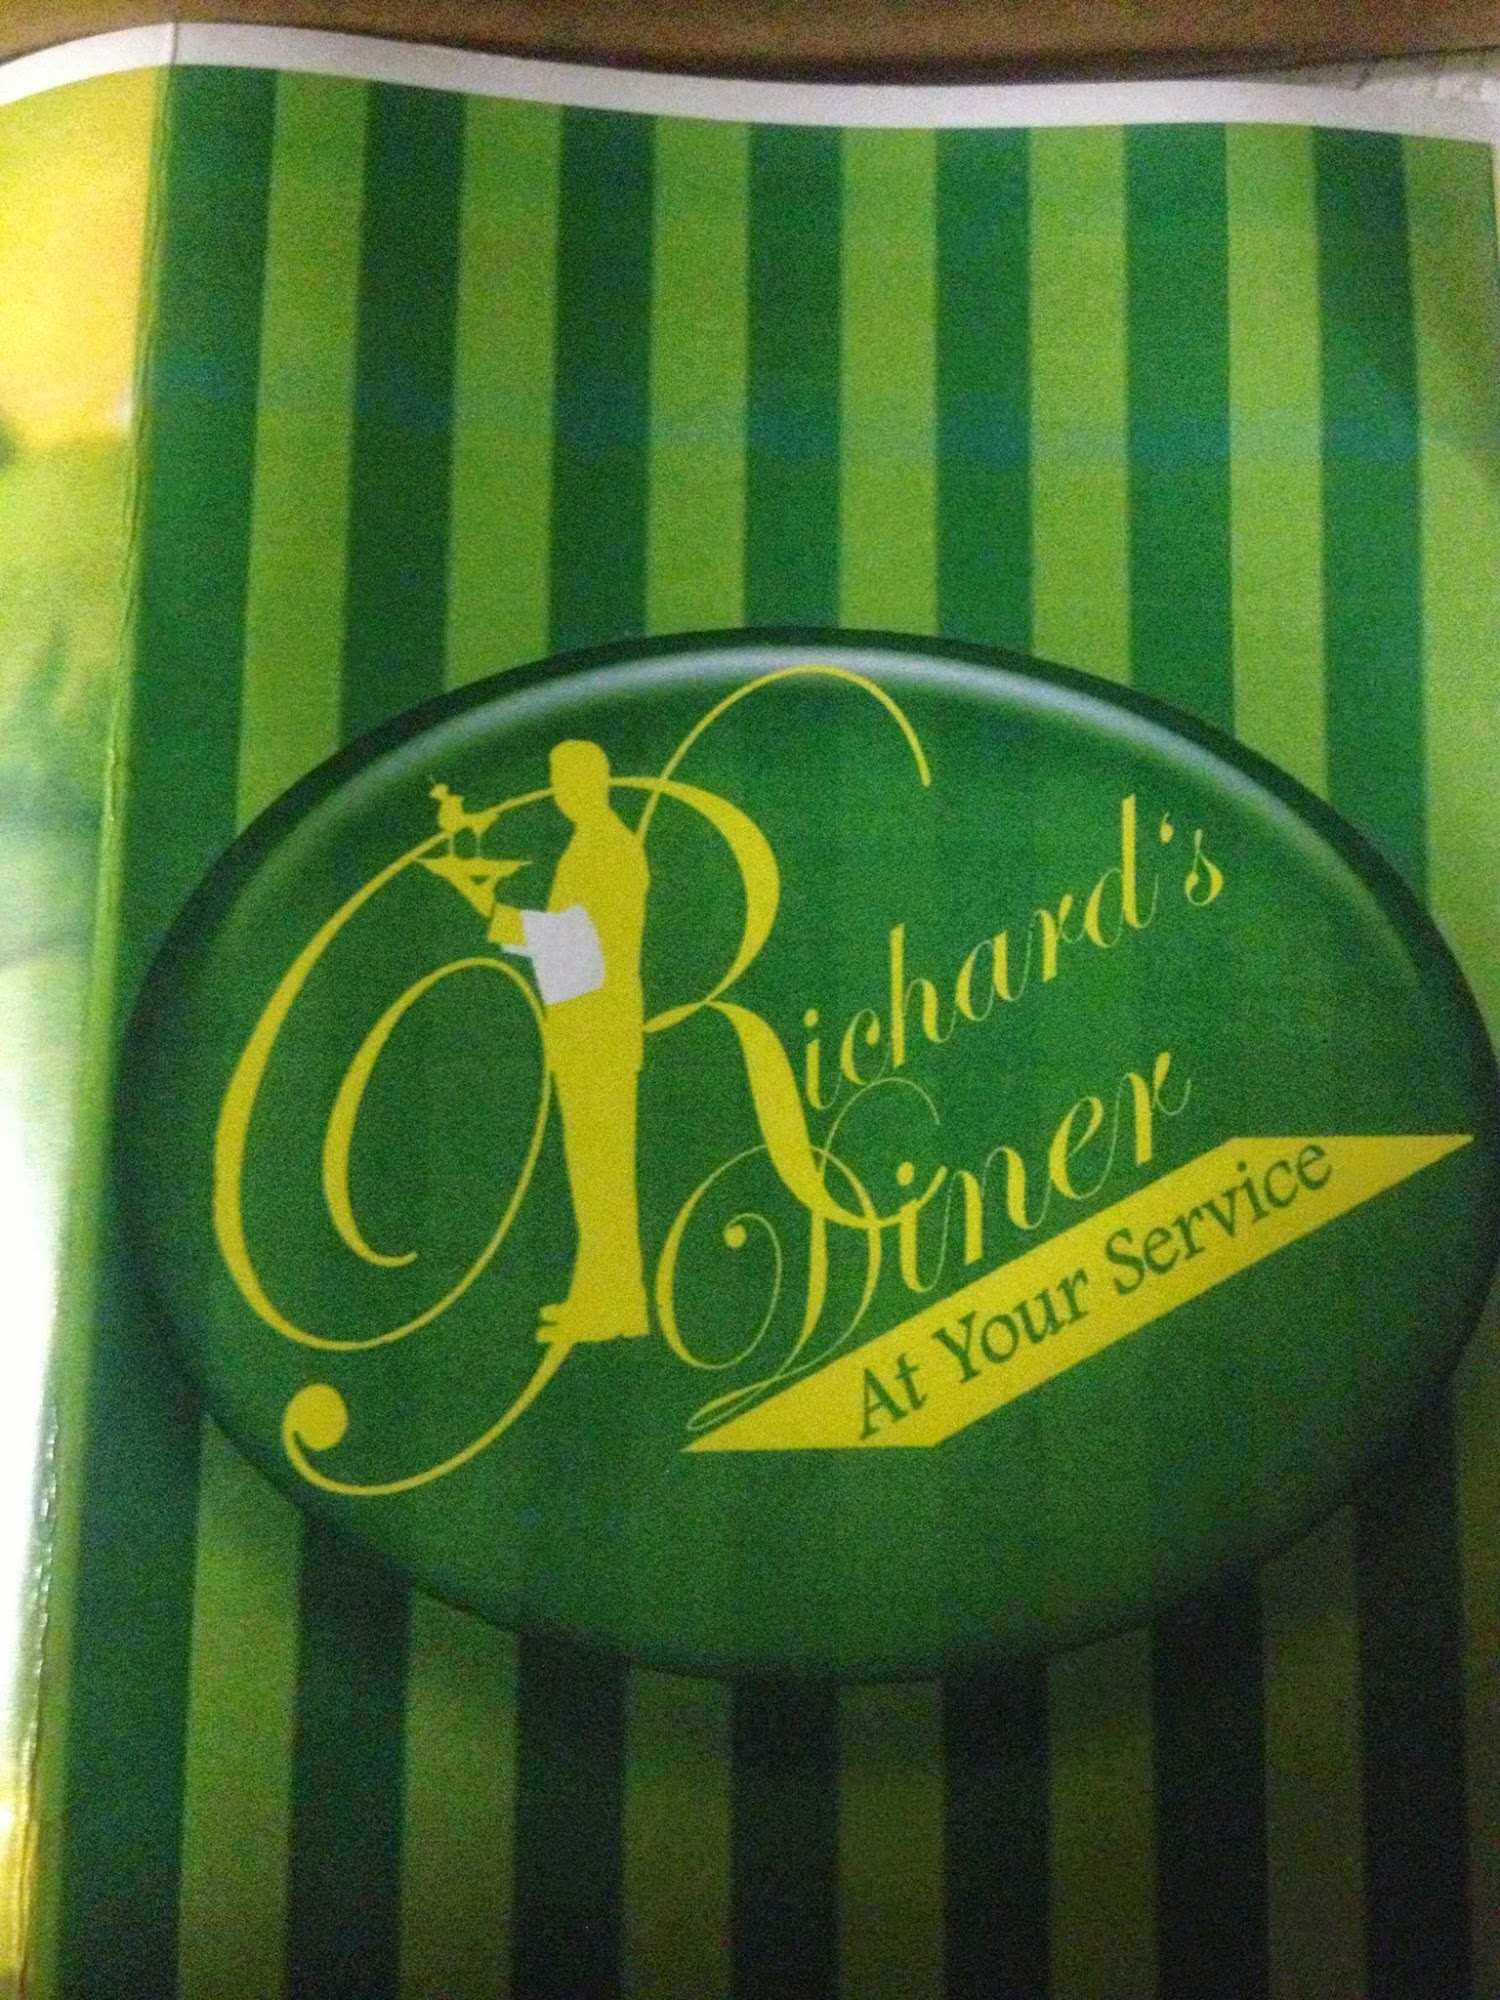 Richard's
Diner
At Your Service